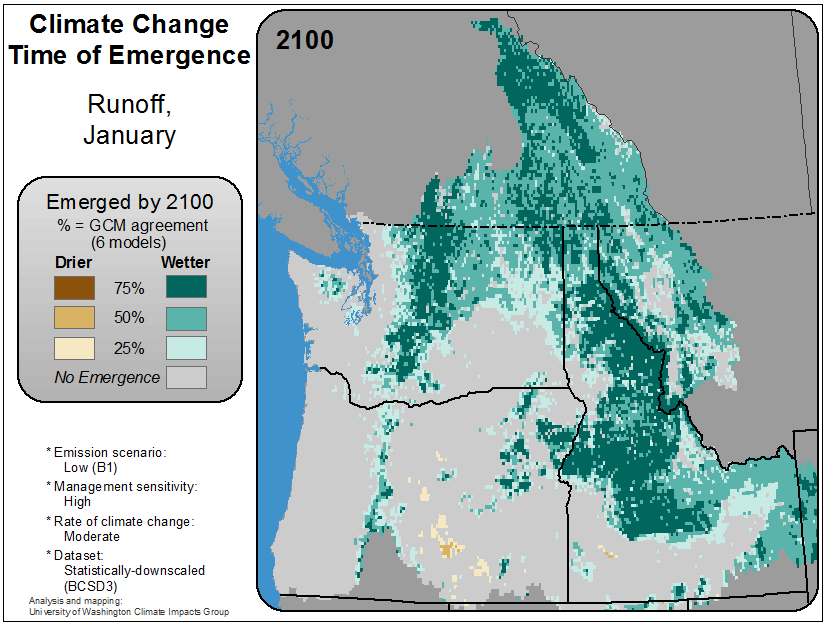 Climate Change
Time of Emergence
Runoff,
January
Emerged by 2100
% = GCM agreement
(6 models)
Drier Wetter
75%
50%
25%
No Emergence
* Emission scenario:
Low (B1)
* Management sensitivity:
High
* Rate of climate change:
Moderate
* Dataset:
Statistically-downscaled
(BCSD3)
Analysis and mapping:
University of Washington Climate Impacts Group
2100